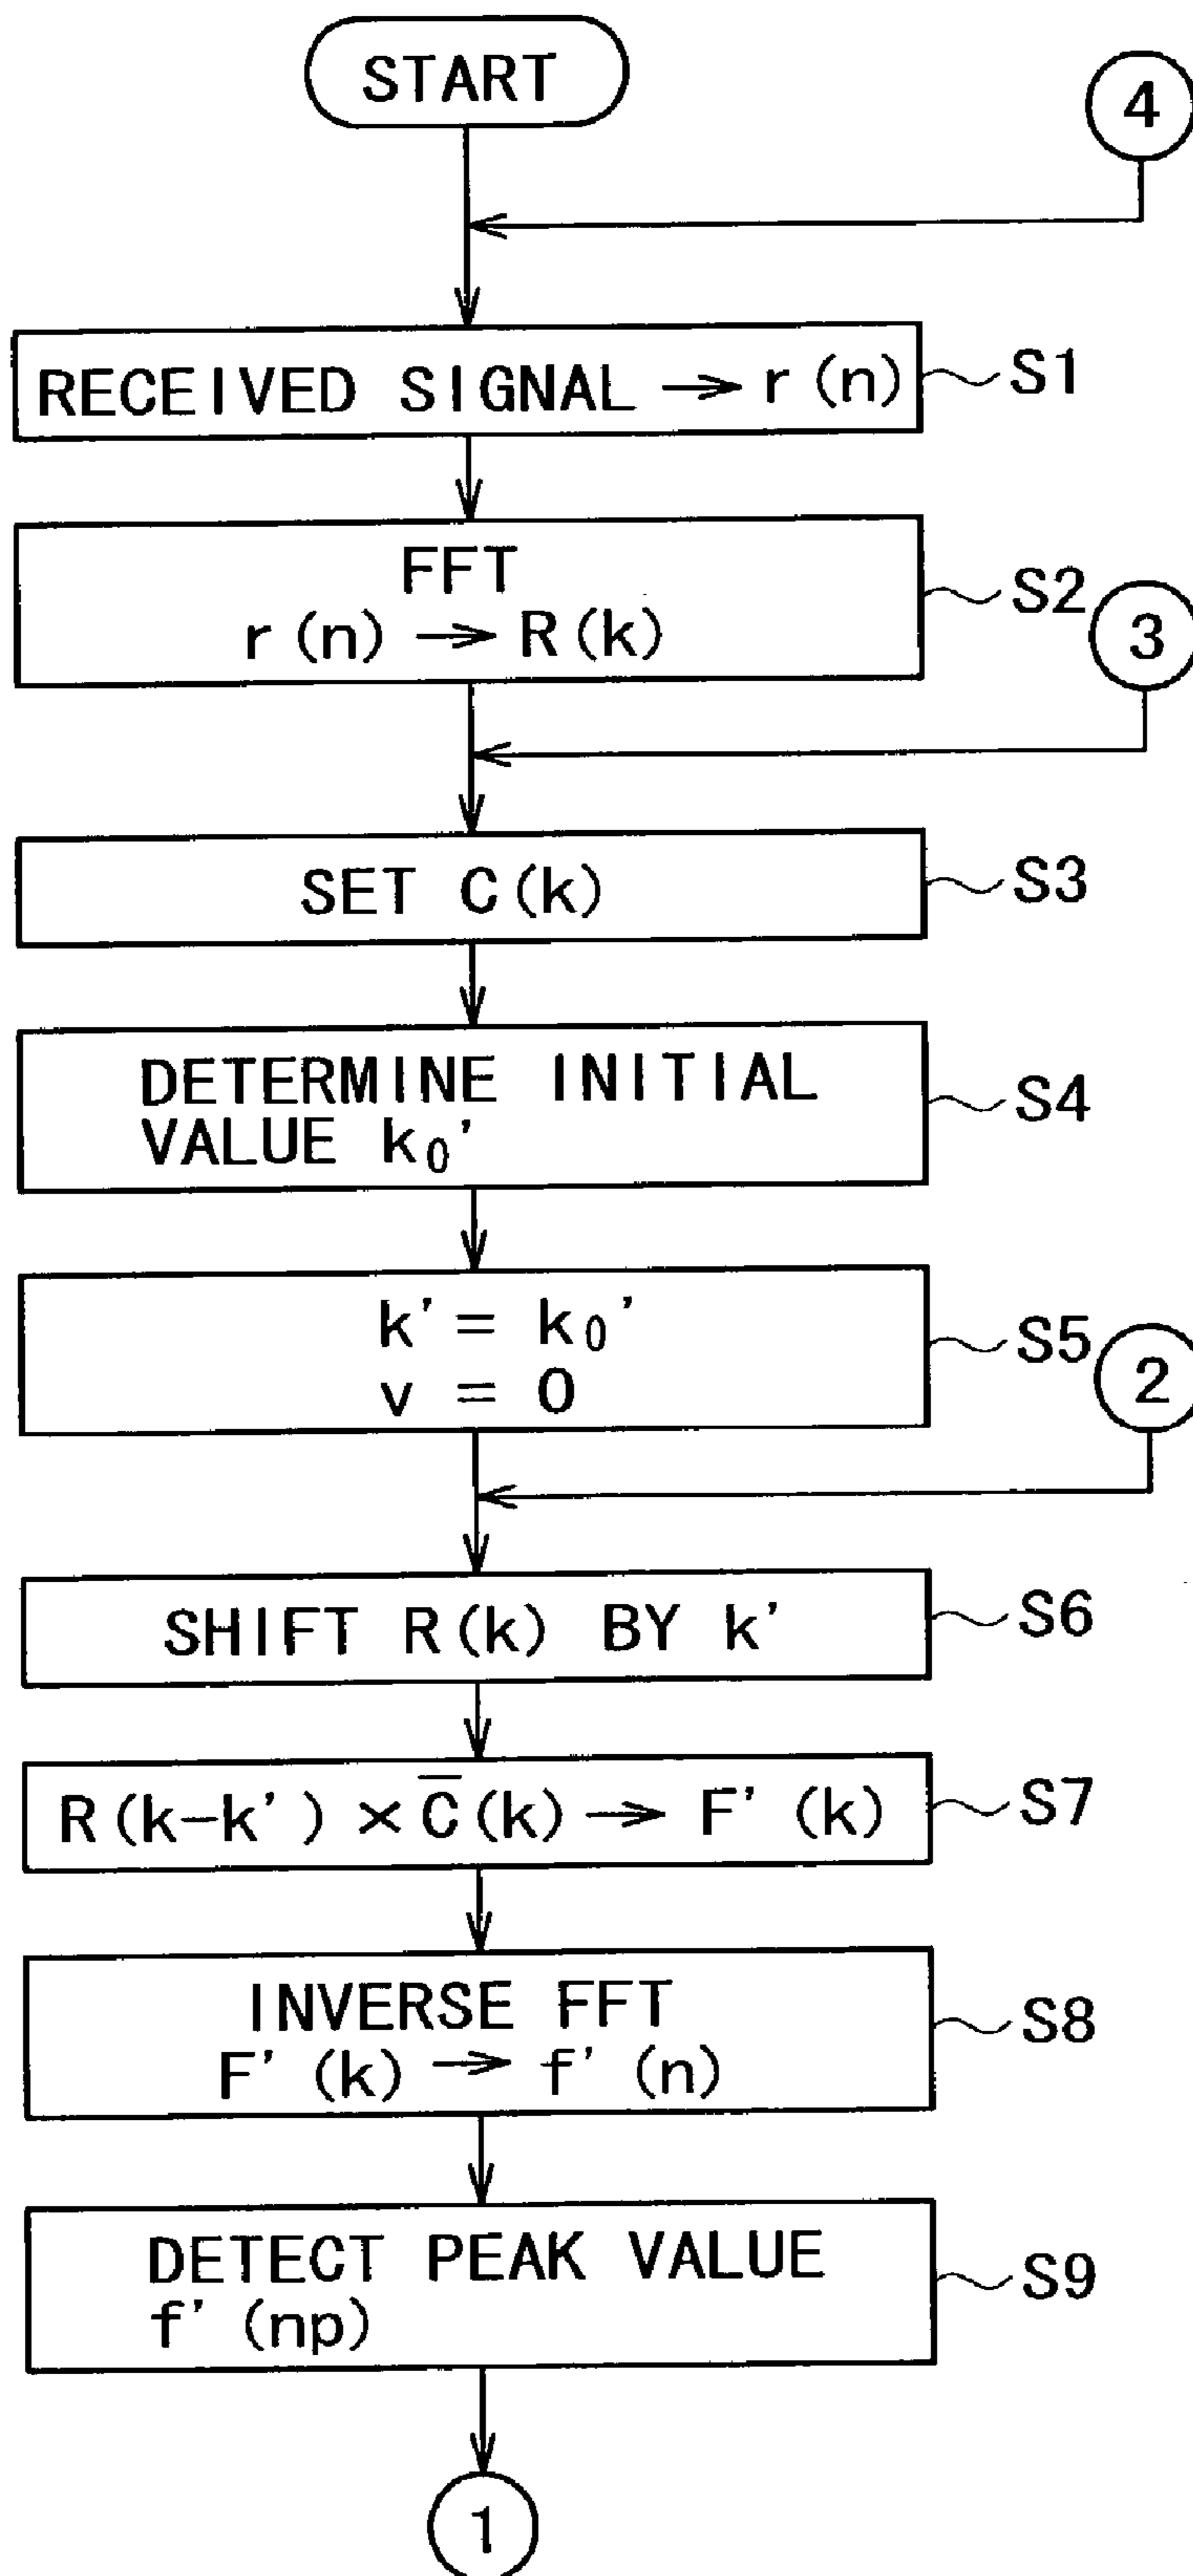 START
4
RECEIVED SIGNAL → r(n)
S1
FFT
r(n) → R(k)
S2
3
SET C(k)
S3
DETERMINE INITIAL
VALUE k₀'
S4
k' = k₀'
v = 0
S5
2
SHIFT R(k) BY k'
S6
R(k-k') × C̅(k) → F'(k)
S7
INVERSE FFT
F'(k) → f'(n)
S8
DETECT PEAK VALUE
f'(np)
S9
1